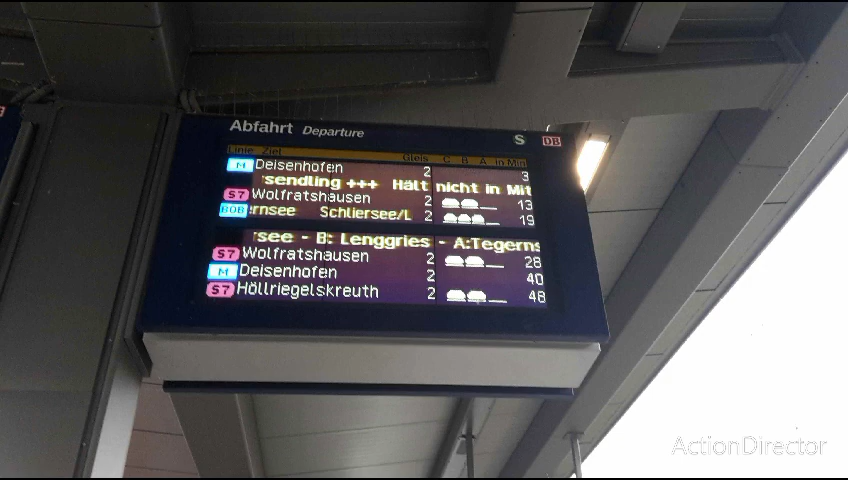 Abfahrt Departure S DB
Linie Ziel Gleis C B A in Min
M Deisenhofen 2 3
sendling +++ Hält nicht in Mit
S7 Wolfratshausen 2 13
BOB rnsee Schliersee/L 2 19
rsee - B: Lenggries - A:Tegerns
S7 Wolfratshausen 2 28
M Deisenhofen 2 40
S7 Höllriegelskreuth 2 48
ActionDirector